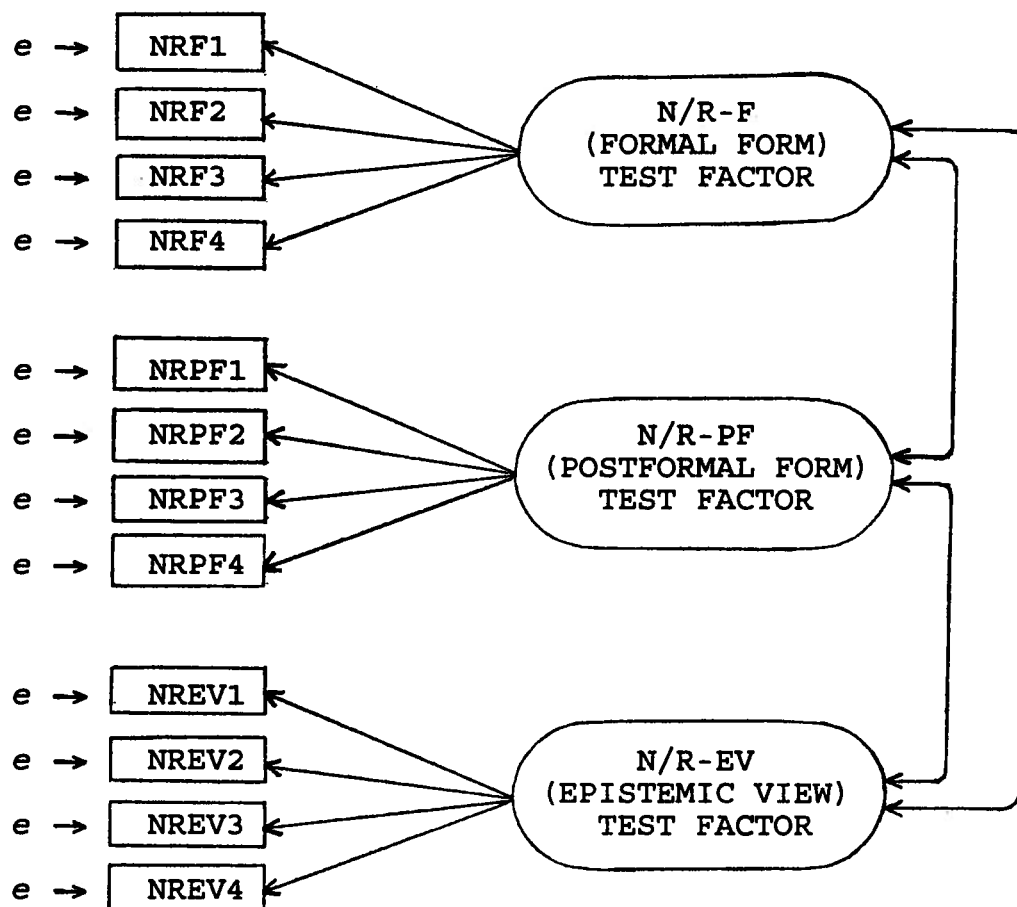 e → NRF1
e → NRF2
e → NRF3
e → NRF4
N/R-F
(FORMAL FORM)
TEST FACTOR
e → NRPF1
e → NRPF2
e → NRPF3
e → NRPF4
N/R-PF
(POSTFORMAL FORM)
TEST FACTOR
e → NREV1
e → NREV2
e → NREV3
e → NREV4
N/R-EV
(EPISTEMIC VIEW)
TEST FACTOR